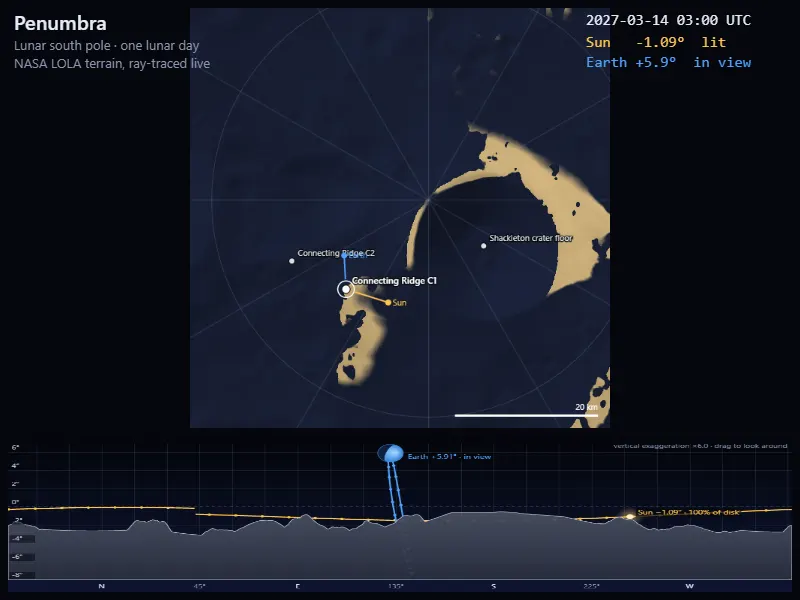 Penumbra
Lunar south pole · one lunar day
NASA LOLA terrain, ray-traced live
2027-03-14 03:00 UTC
Sun -1.09° lit
Earth +5.9° in view
Shackleton crater floor
Connecting Ridge C2
Connecting Ridge C1
Sun
20 km
vertical exaggeration ×6.0 · drag to look around
Earth +5.91° · in view
Sun -1.09° · 100% of disk
6°
4°
2°
0°
-4°
-6°
-8°
N
45°
E
135°
S
225°
W